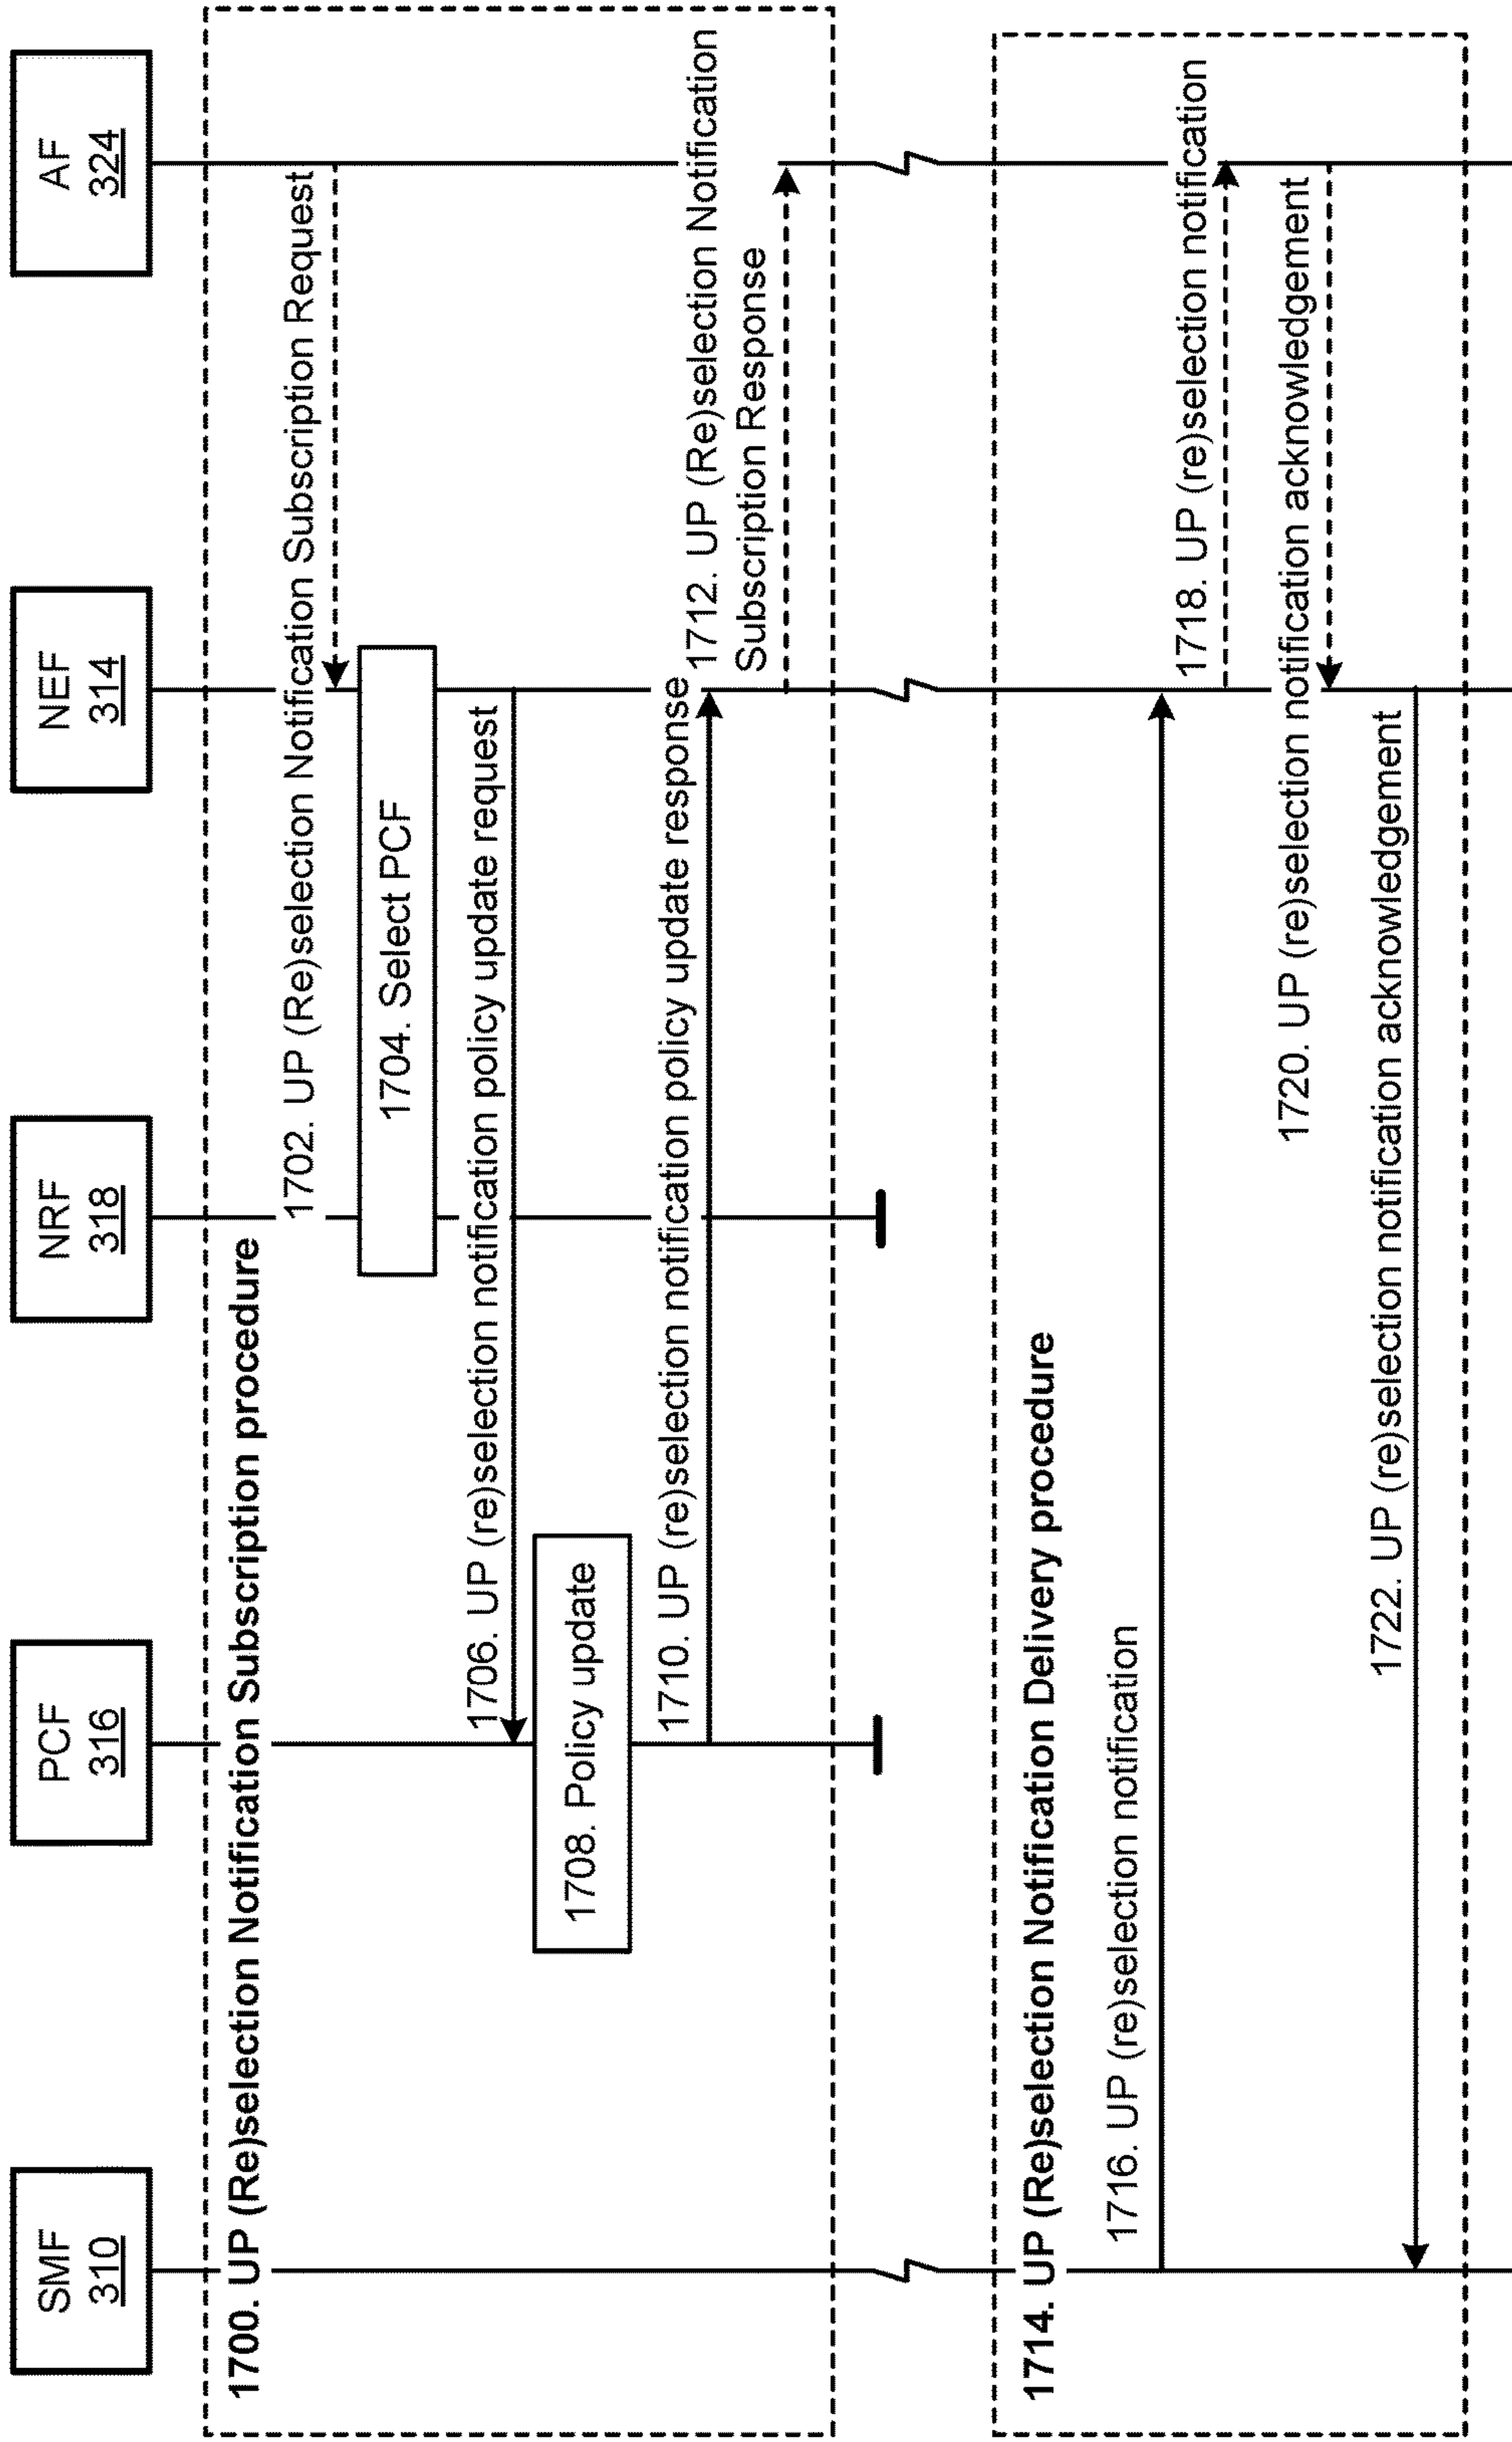 SMF
310
PCF
316
NRF
318
NEF
314
AF
324
1700. UP (Re)selection Notification Subscription procedure
1702. UP (Re)selection Notification Subscription Request
1704. Select PCF
1706. UP (re)selection notification policy update request
1708. Policy update
1710. UP (re)selection notification policy update response
1712. UP (Re)selection Notification
Subscription Response
1714. UP (Re)selection Notification Delivery procedure
1716. UP (re)selection notification
1718. UP (re)selection notification
1720. UP (re)selection notification acknowledgement
1722. UP (re)selection notification acknowledgement